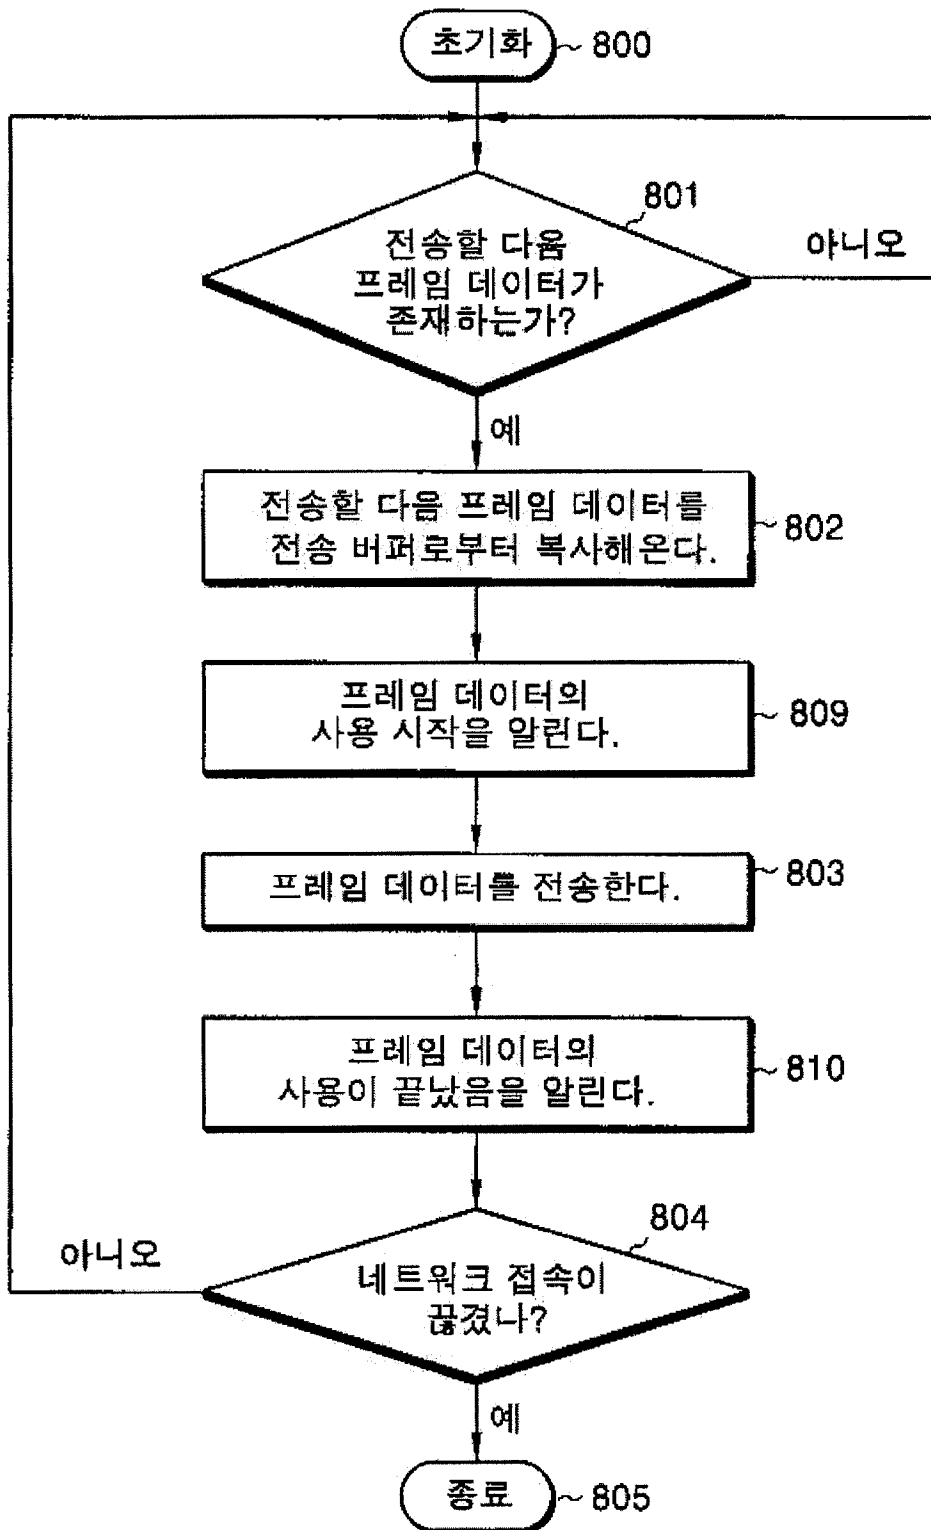 초기화
800
801
전송할 다음
프레임 데이터가
존재하는가?
아니오
예
전송할 다음 프레임 데이터를
전송 버퍼로부터 복사해온다.
802
프레임 데이터의
사용 시작을 알린다.
809
프레임 데이터를 전송한다.
803
프레임 데이터의
사용이 끝났음을 알린다.
810
804
아니오
네트워크 접속이
끊겼나?
예
종료
805